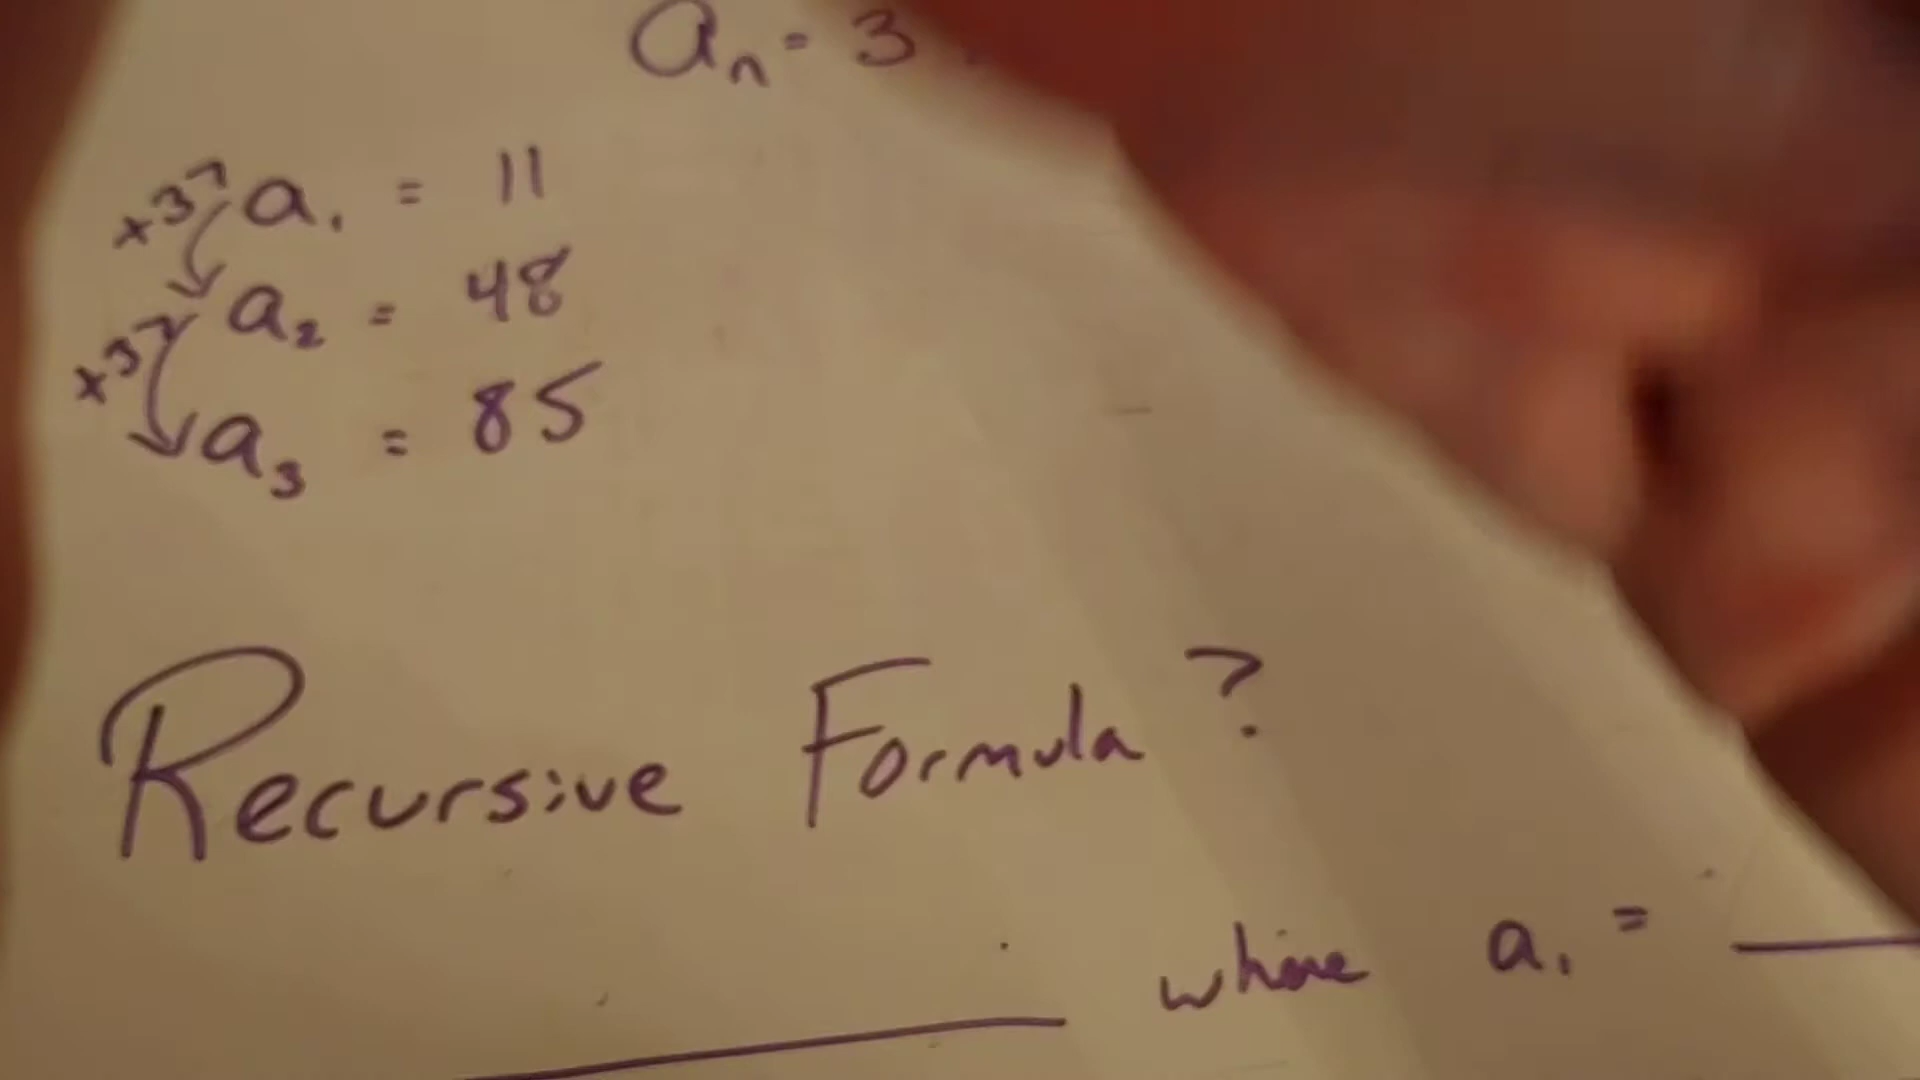 aₙ = 3
+37 a₁ = 11
a₂ = 48
+37
a₃ = 85
Recursive Formula?
where a₁ =